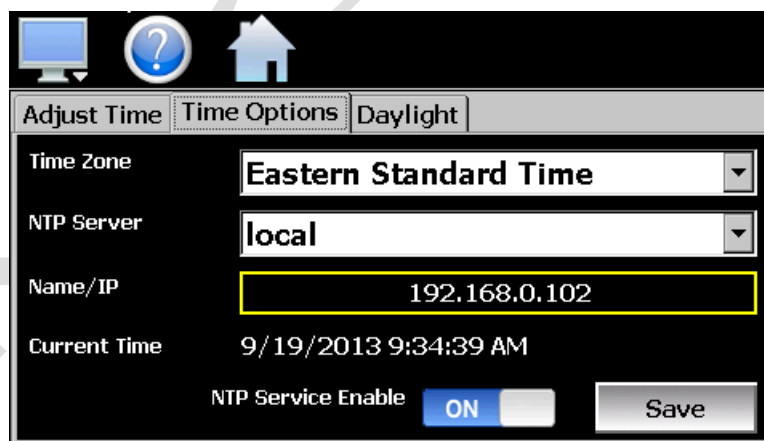 ?
Adjust Time Time Options Daylight
Time Zone Eastern Standard Time
NTP Server local
Name/IP 192.168.0.102
Current Time 9/19/2013 9:34:39 AM
NTP Service Enable ON Save